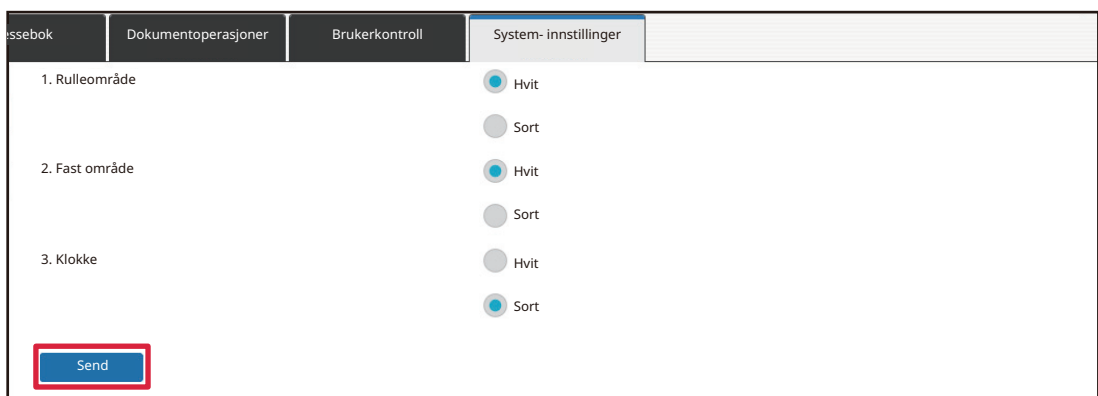 essebok
Dokumentoperasjoner
Brukerkontroll
System- innstillinger
1. Rulleområde
Hvit
Sort
2. Fast område
Hvit
Sort
3. Klokke
Hvit
Sort
Send